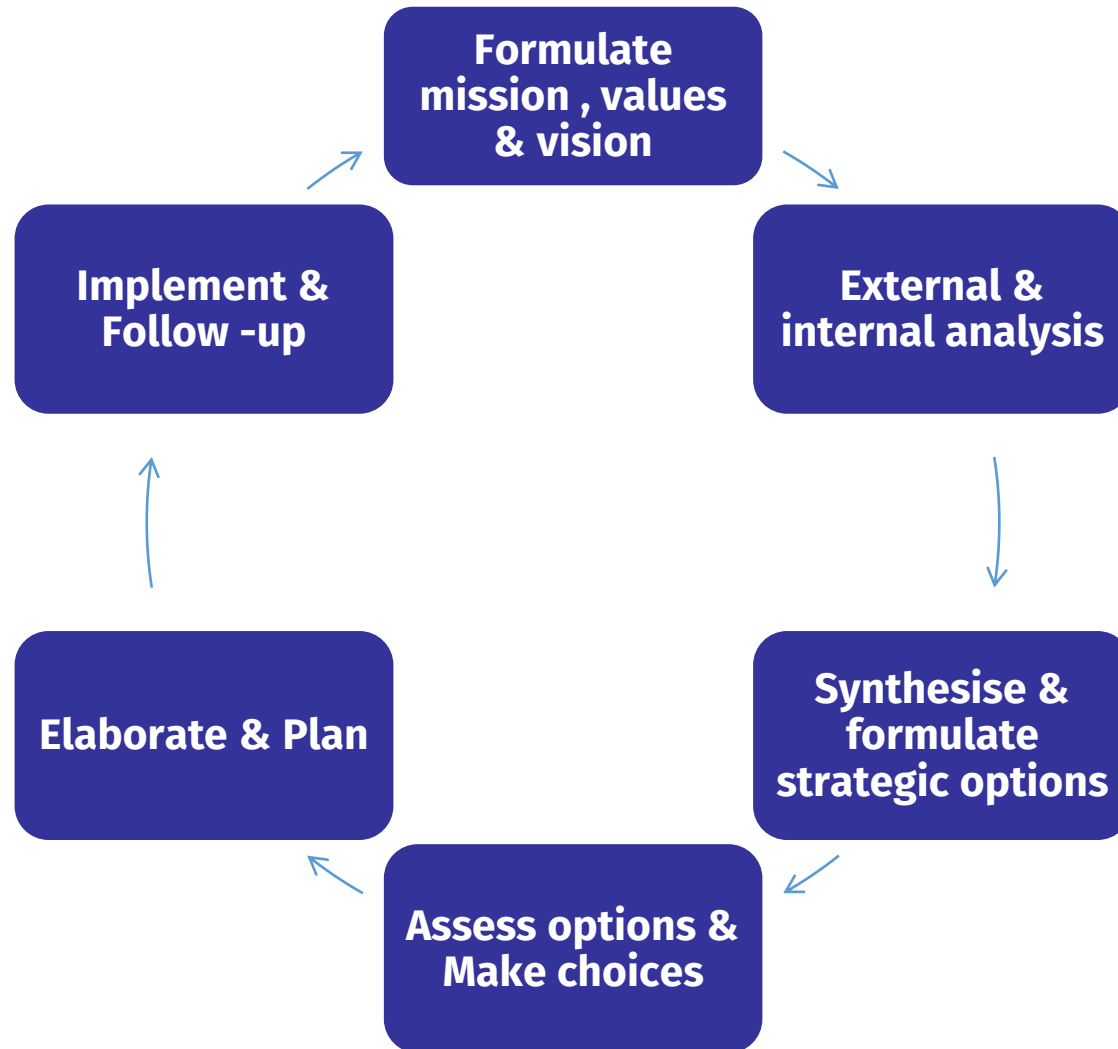 Formulate
mission , values
& vision
External &
internal analysis
Synthesise &
formulate
strategic options
Assess options &
Make choices
Elaborate & Plan
Implement &
Follow -up